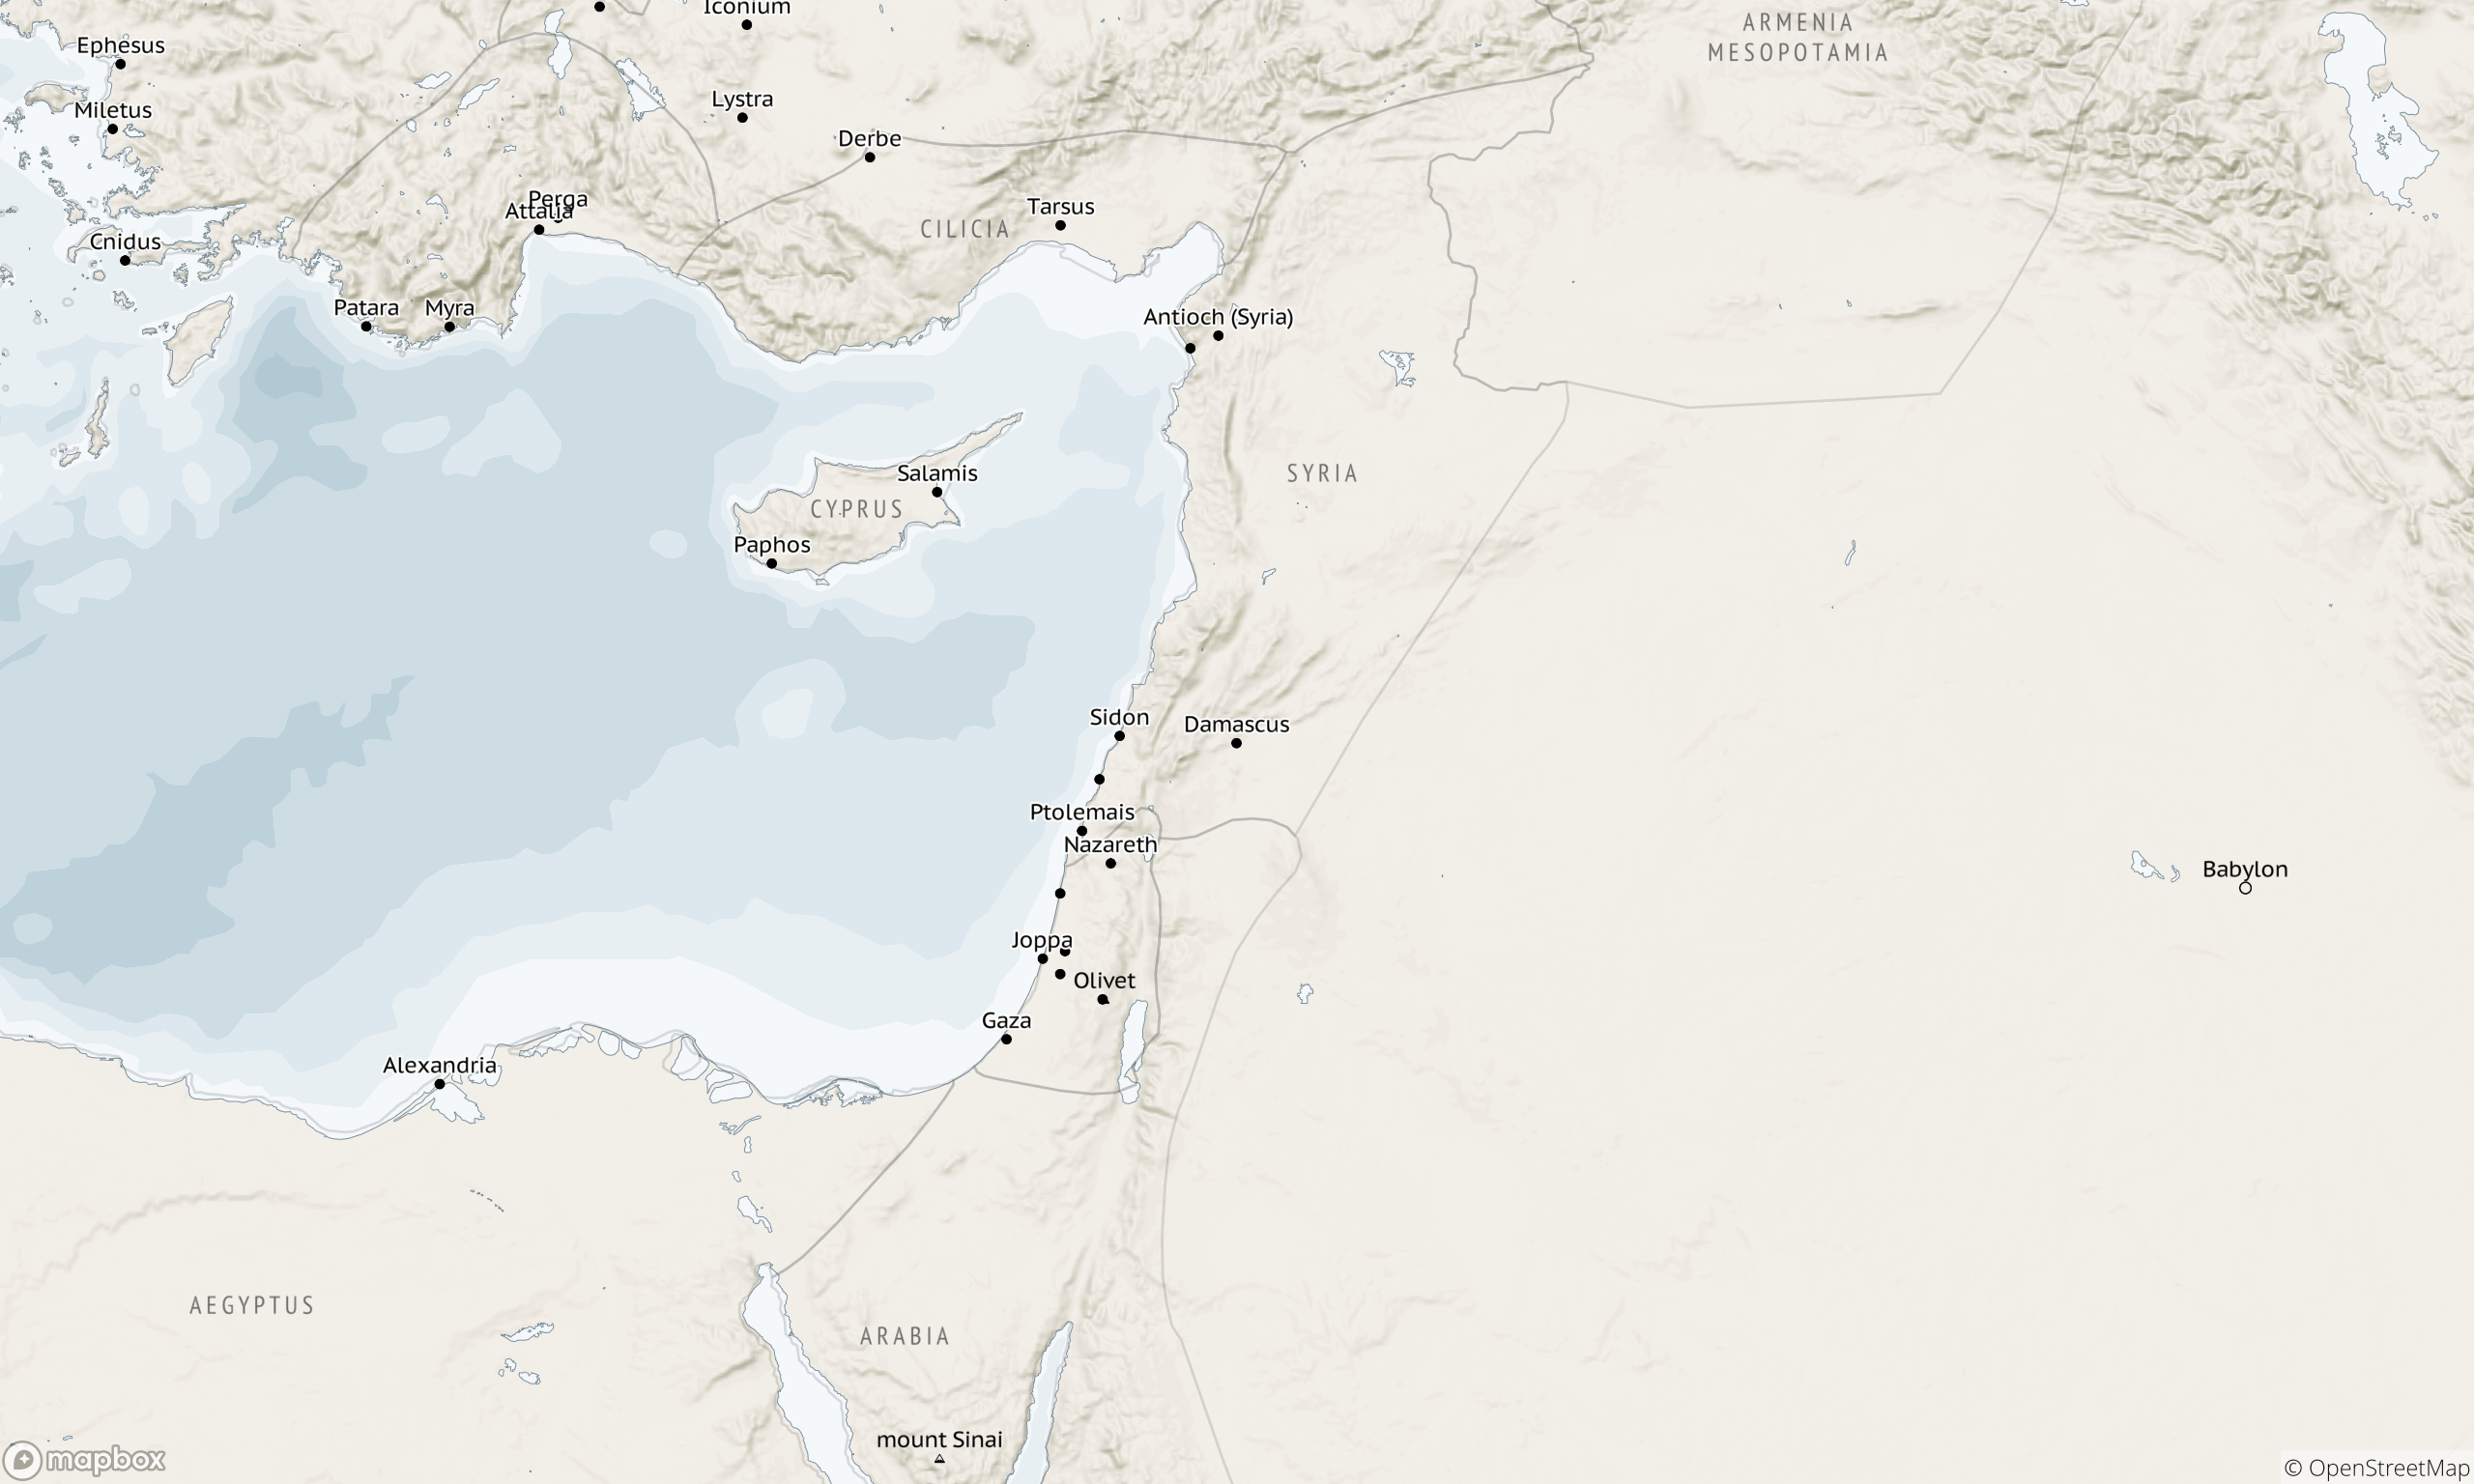 Iconium
ARMENIA
MESOPOTAMIA
Ephesus
Lystra
Miletus
Derbe
Perga
Attalia
Tarsus
CILICIA
Cnidus
Patara
Myra
Antioch (Syria)
Salamis
SYRIA
CYPRUS
Paphos
Sidon
Damascus
Ptolemais
Nazareth
Babylon
Joppa
Olivet
Gaza
Alexandria
AEGYPTUS
ARABIA
mount Sinai
mapbox
© OpenStreetMap